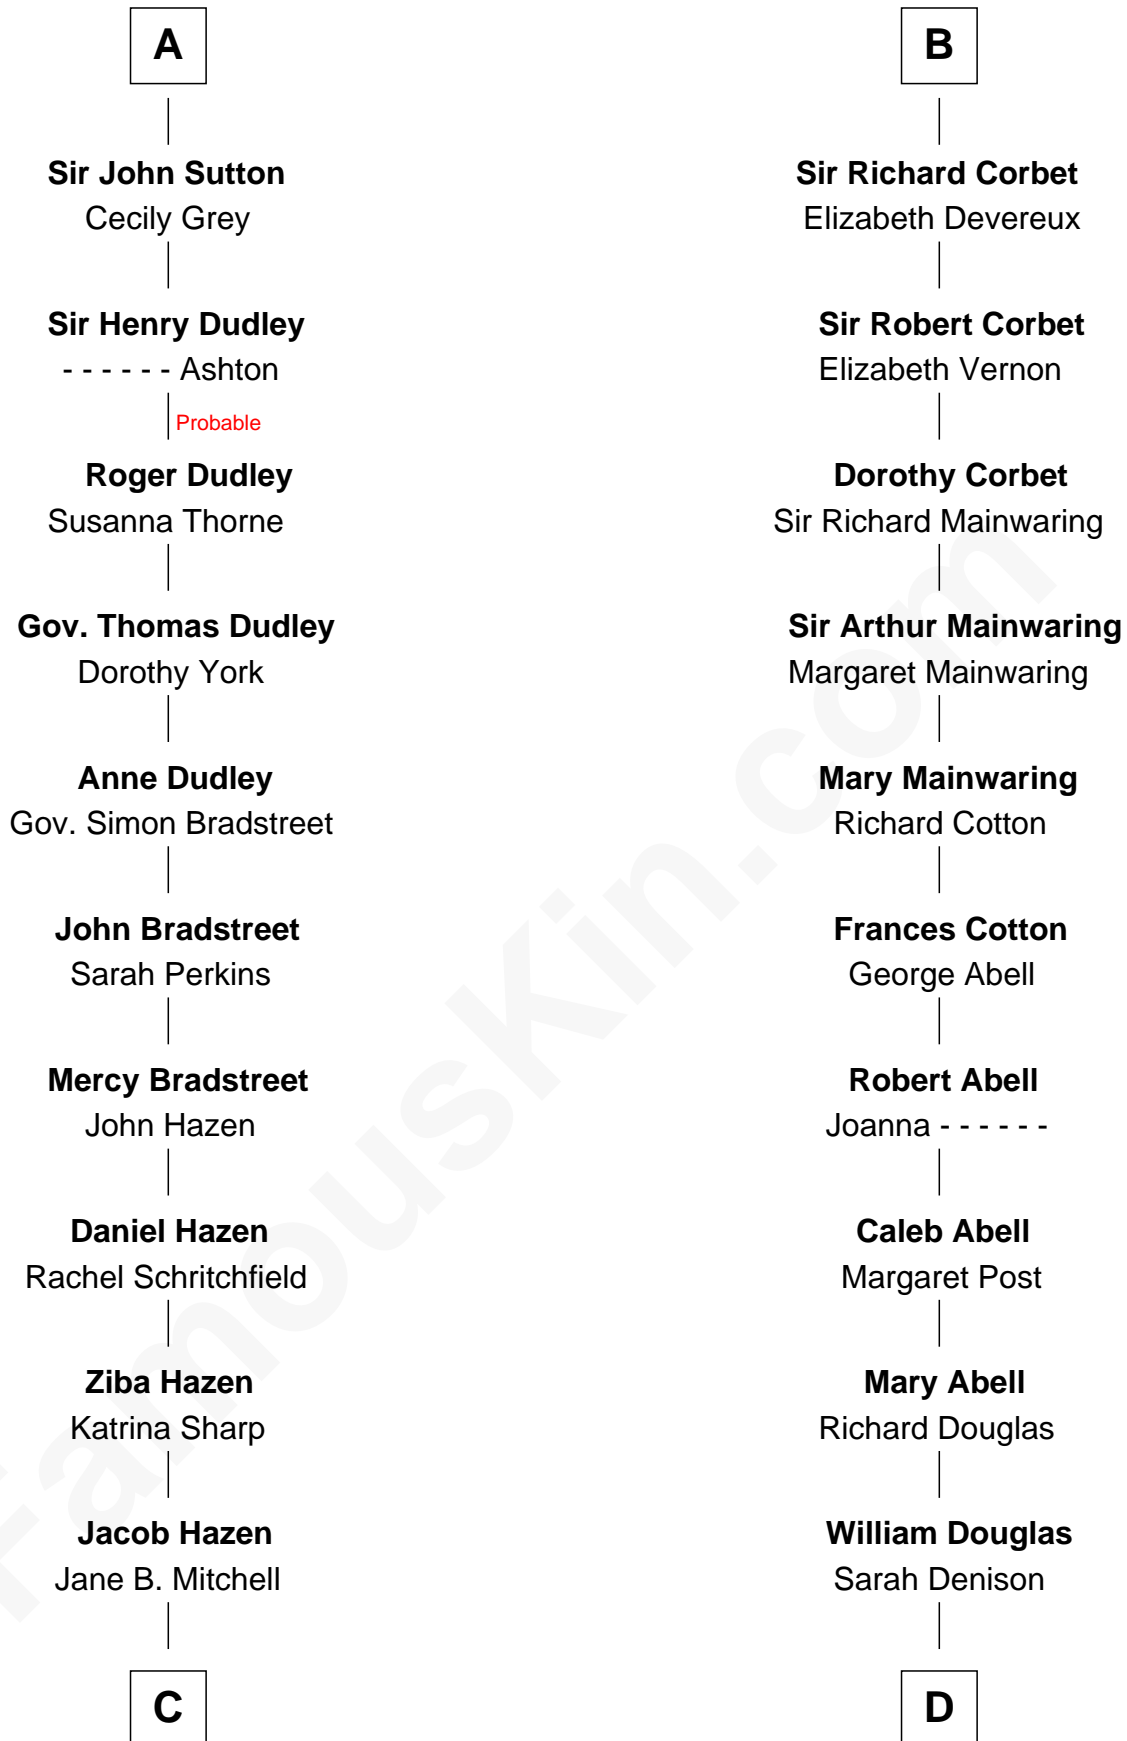 A
Sir John Sutton
Cecily Grey
Sir Henry Dudley
- - - - - - Ashton
Probable
Roger Dudley
Susanna Thorne
Gov. Thomas Dudley
Dorothy York
Anne Dudley
Gov. Simon Bradstreet
John Bradstreet
Sarah Perkins
Mercy Bradstreet
John Hazen
Daniel Hazen
Rachel Schritchfield
Ziba Hazen
Katrina Sharp
Jacob Hazen
Jane B. Mitchell
C
B
Sir Richard Corbet
Elizabeth Devereux
Sir Robert Corbet
Elizabeth Vernon
Dorothy Corbet
Sir Richard Mainwaring
Sir Arthur Mainwaring
Margaret Mainwaring
Mary Mainwaring
Richard Cotton
Frances Cotton
George Abell
Robert Abell
Joanna - - - - - -
Caleb Abell
Margaret Post
Mary Abell
Richard Douglas
William Douglas
Sarah Denison
D
FamousKin.com